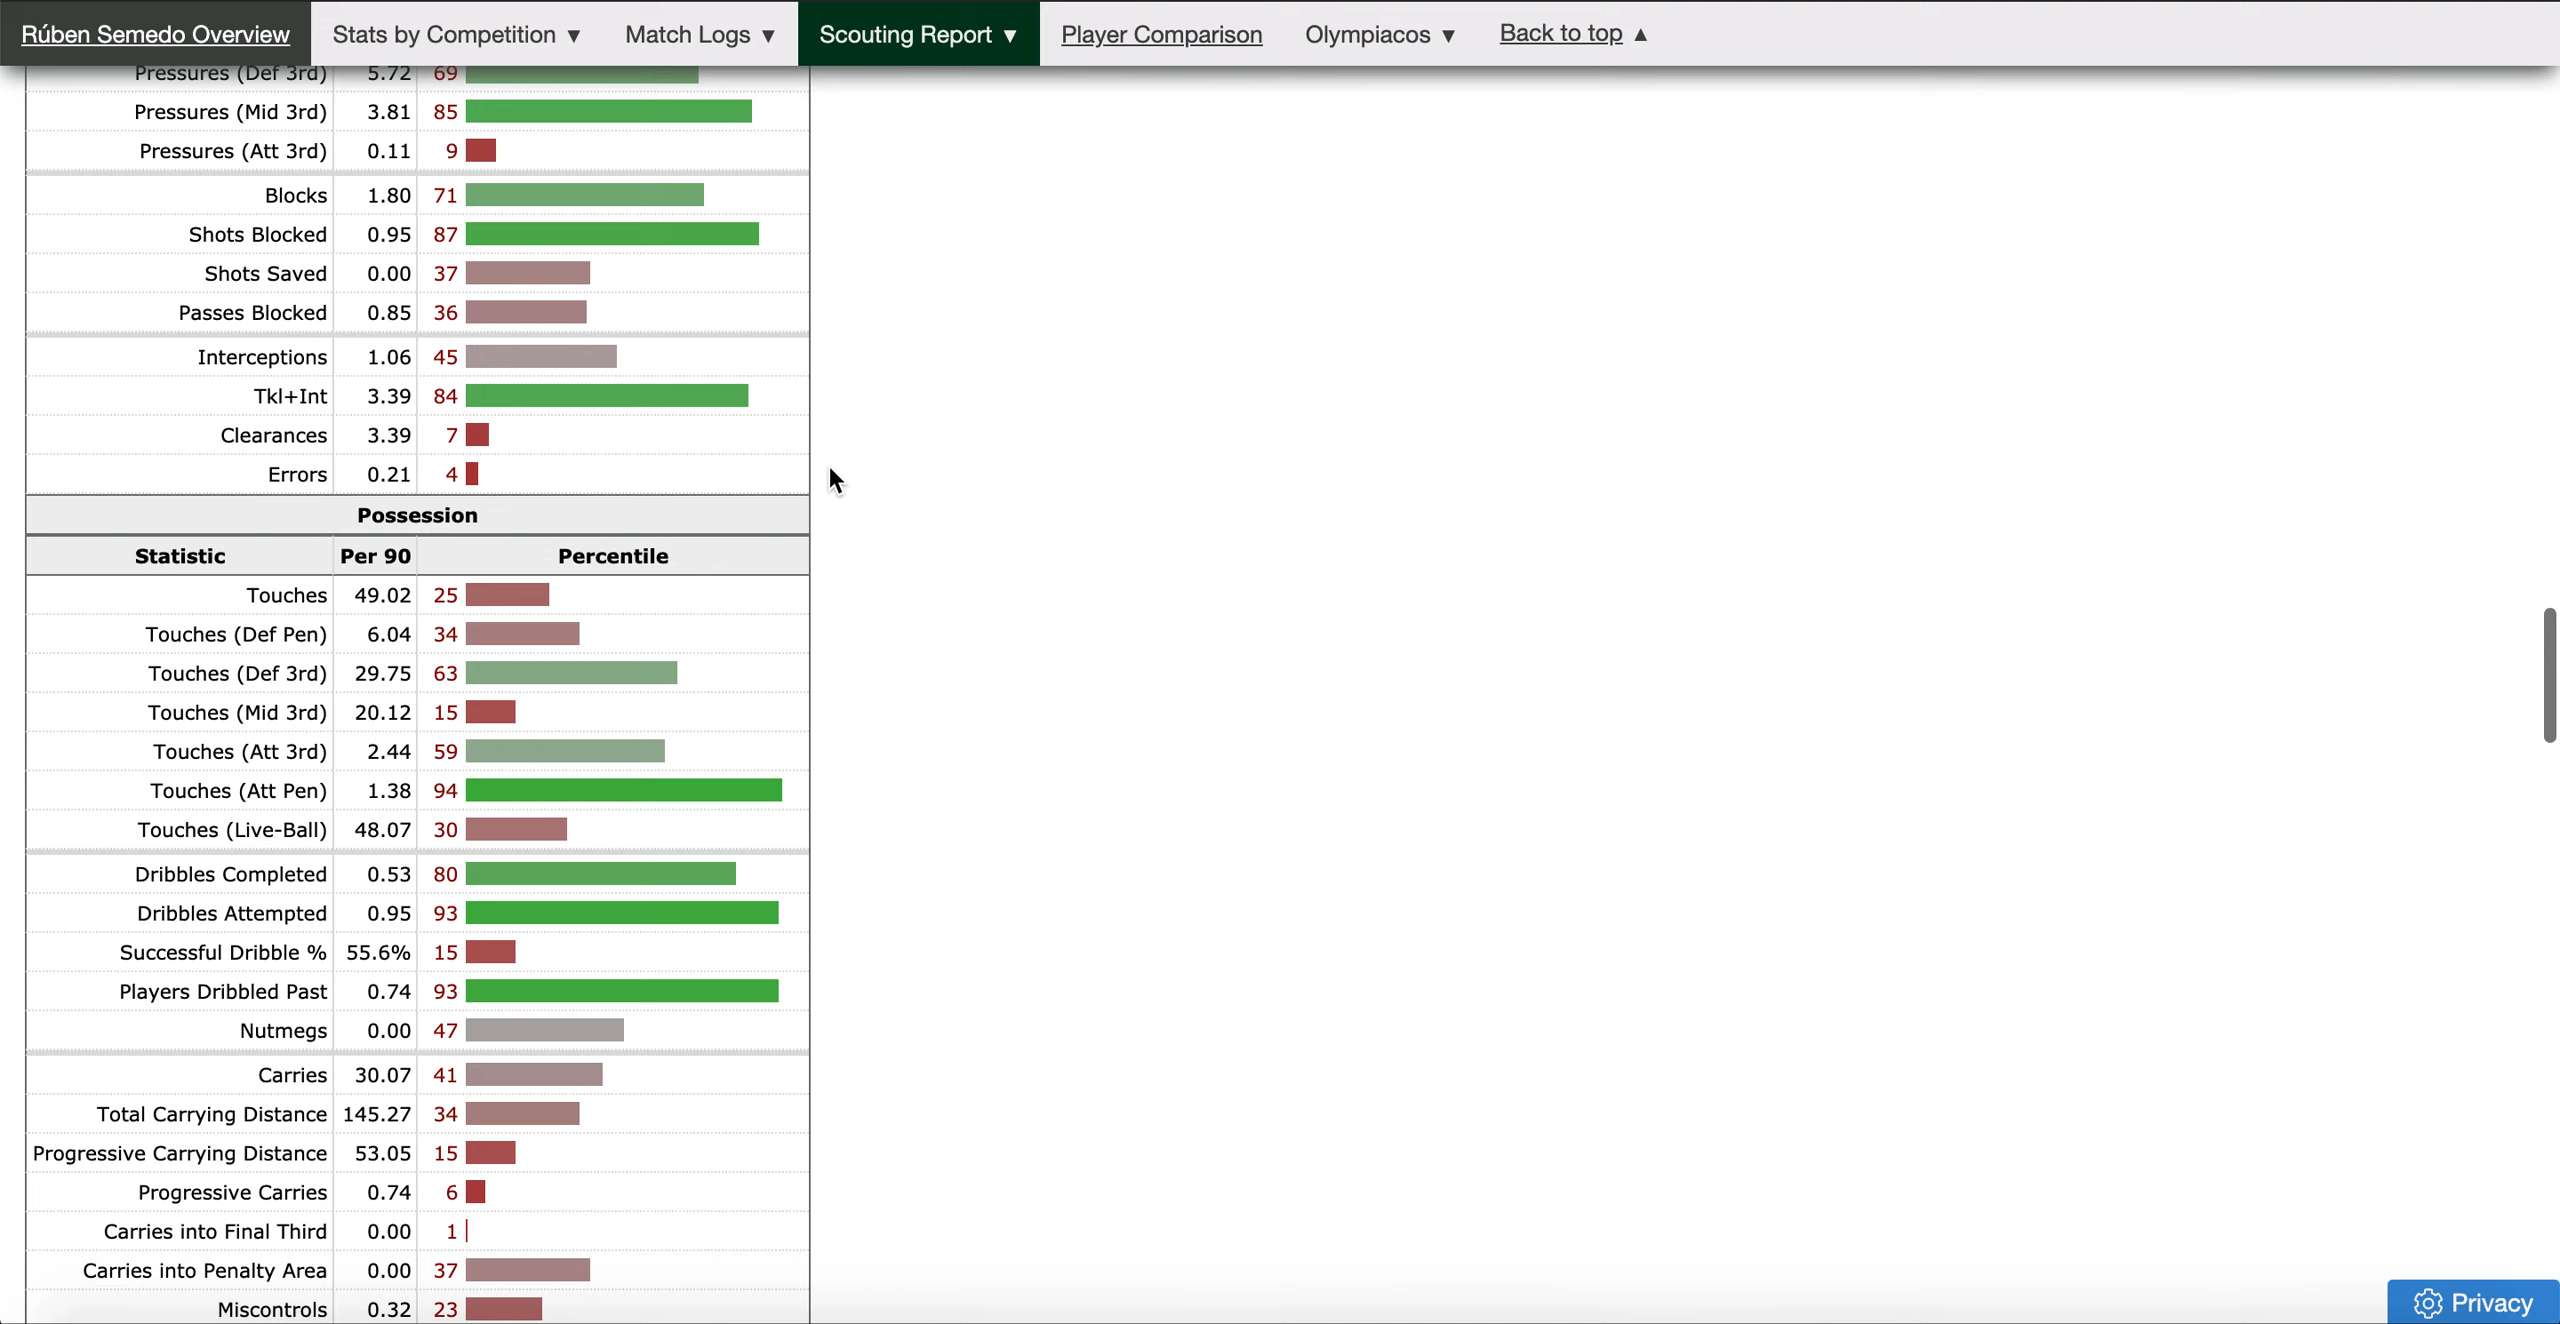 Rúben Semedo Overview Stats by Competition ▼ Match Logs ▼ Scouting Report ▼ Player Comparison Olympiacos ▼ Back to top ▲
Pressures (Def 3rd) 5.72 69
Pressures (Mid 3rd) 3.81 85
Pressures (Att 3rd) 0.11 9
Blocks 1.80 71
Shots Blocked 0.95 87
Shots Saved 0.00 37
Passes Blocked 0.85 36
Interceptions 1.06 45
Tkl+Int 3.39 84
Clearances 3.39 7
Errors 0.21 4
Possession
Statistic Per 90 Percentile
Touches 49.02 25
Touches (Def Pen) 6.04 34
Touches (Def 3rd) 29.75 63
Touches (Mid 3rd) 20.12 15
Touches (Att 3rd) 2.44 59
Touches (Att Pen) 1.38 94
Touches (Live-Ball) 48.07 30
Dribbles Completed 0.53 80
Dribbles Attempted 0.95 93
Successful Dribble % 55.6% 15
Players Dribbled Past 0.74 93
Nutmegs 0.00 47
Carries 30.07 41
Total Carrying Distance 145.27 34
Progressive Carrying Distance 53.05 15
Progressive Carries 0.74 6
Carries into Final Third 0.00 1
Carries into Penalty Area 0.00 37
Miscontrols 0.32 23
Privacy